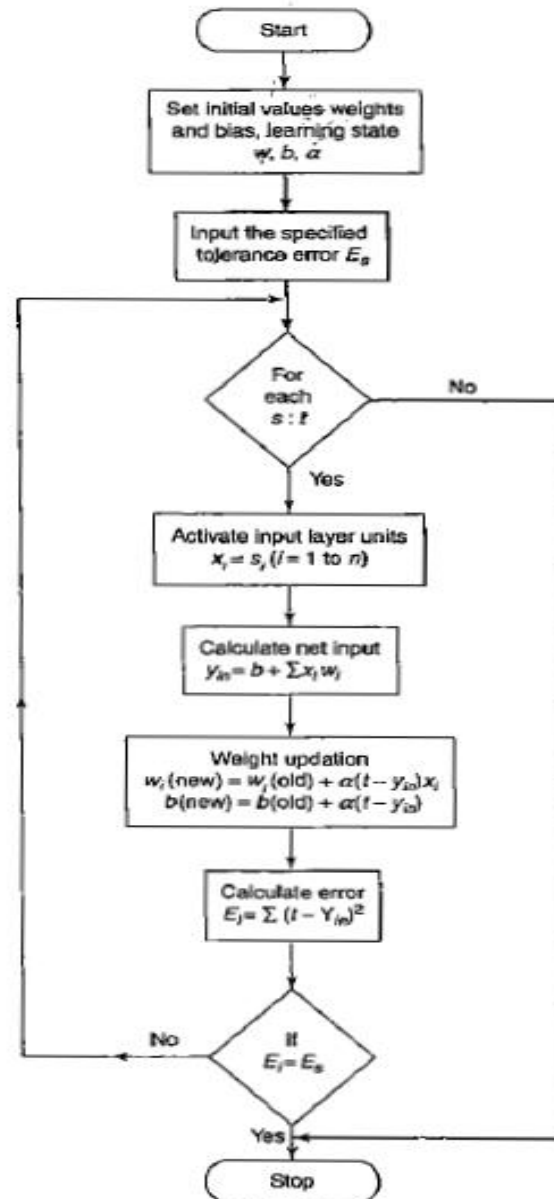 Start
Set initial values weights
and bias, learning state
w, b, α
Input the specified
tolerance error Eₛ
For
each
s : t
No
Yes
Activate input layer units
xᵢ = sᵢ (i = 1 to n)
Calculate net input
yᵢₙ = b + Σxᵢ wᵢ
Weight updation
wᵢ(new) = wᵢ(old) + α(t – yᵢₙ)xᵢ
b(new) = b(old) + α(t – yᵢₙ)
Calculate error
Eᵢ = Σ (t – Yᵢₙ)²
No
If
Eᵢ = Eₛ
Yes
Stop